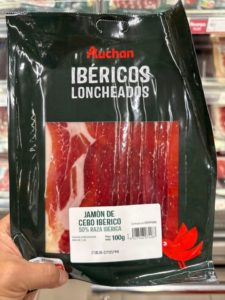 Auchan
IBÉRICOS
LONCHEADOS
JAMÓN DE
CEBO IBÉRICO
50% RAZA IBÉRICA
100g